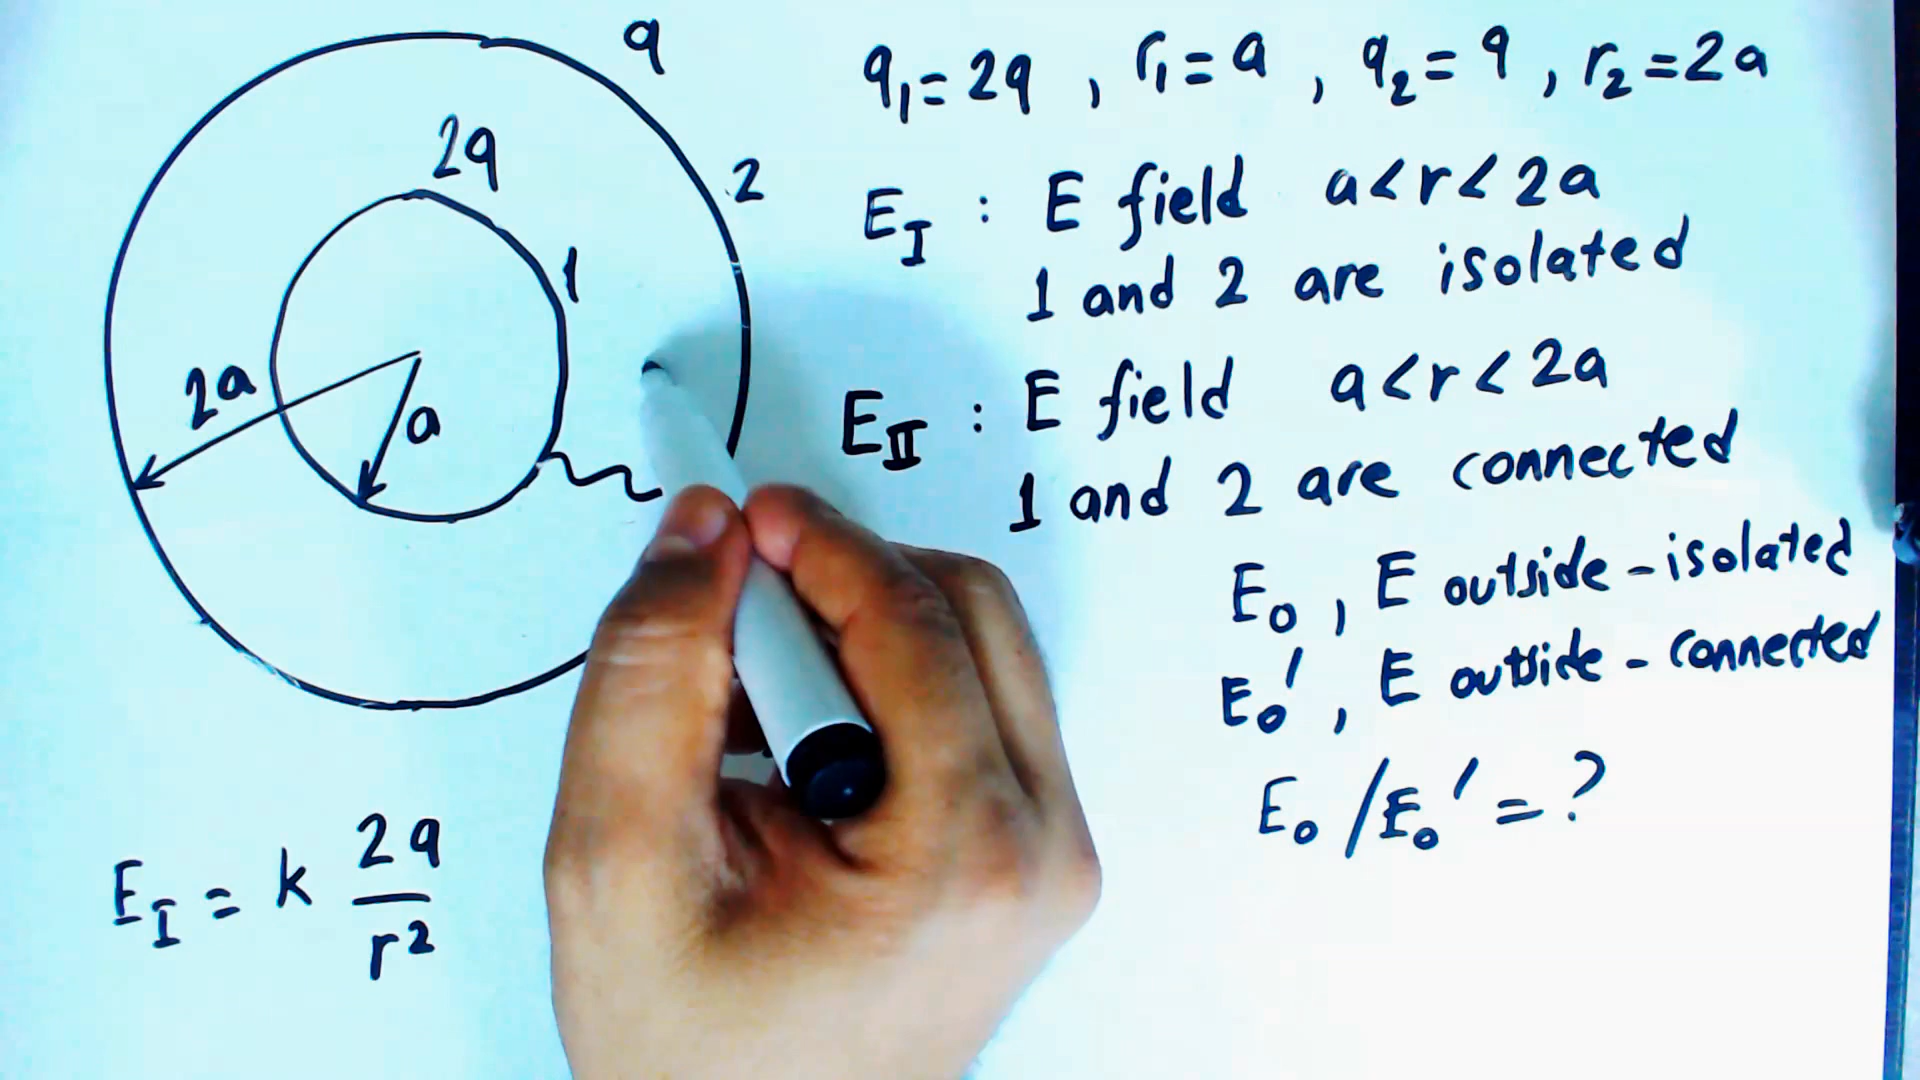 q
2q
2
1
2a
a
q₁=2q , r₁=a , q₂=q , r₂=2a
E_I : E field a<r<2a
1 and 2 are isolated
E_II : E field a<r<2a
1 and 2 are connected
E₀ , E outside-isolated
E₀′ , E outside-connected
E₀/E₀′=?
E_I = k 2q/r²